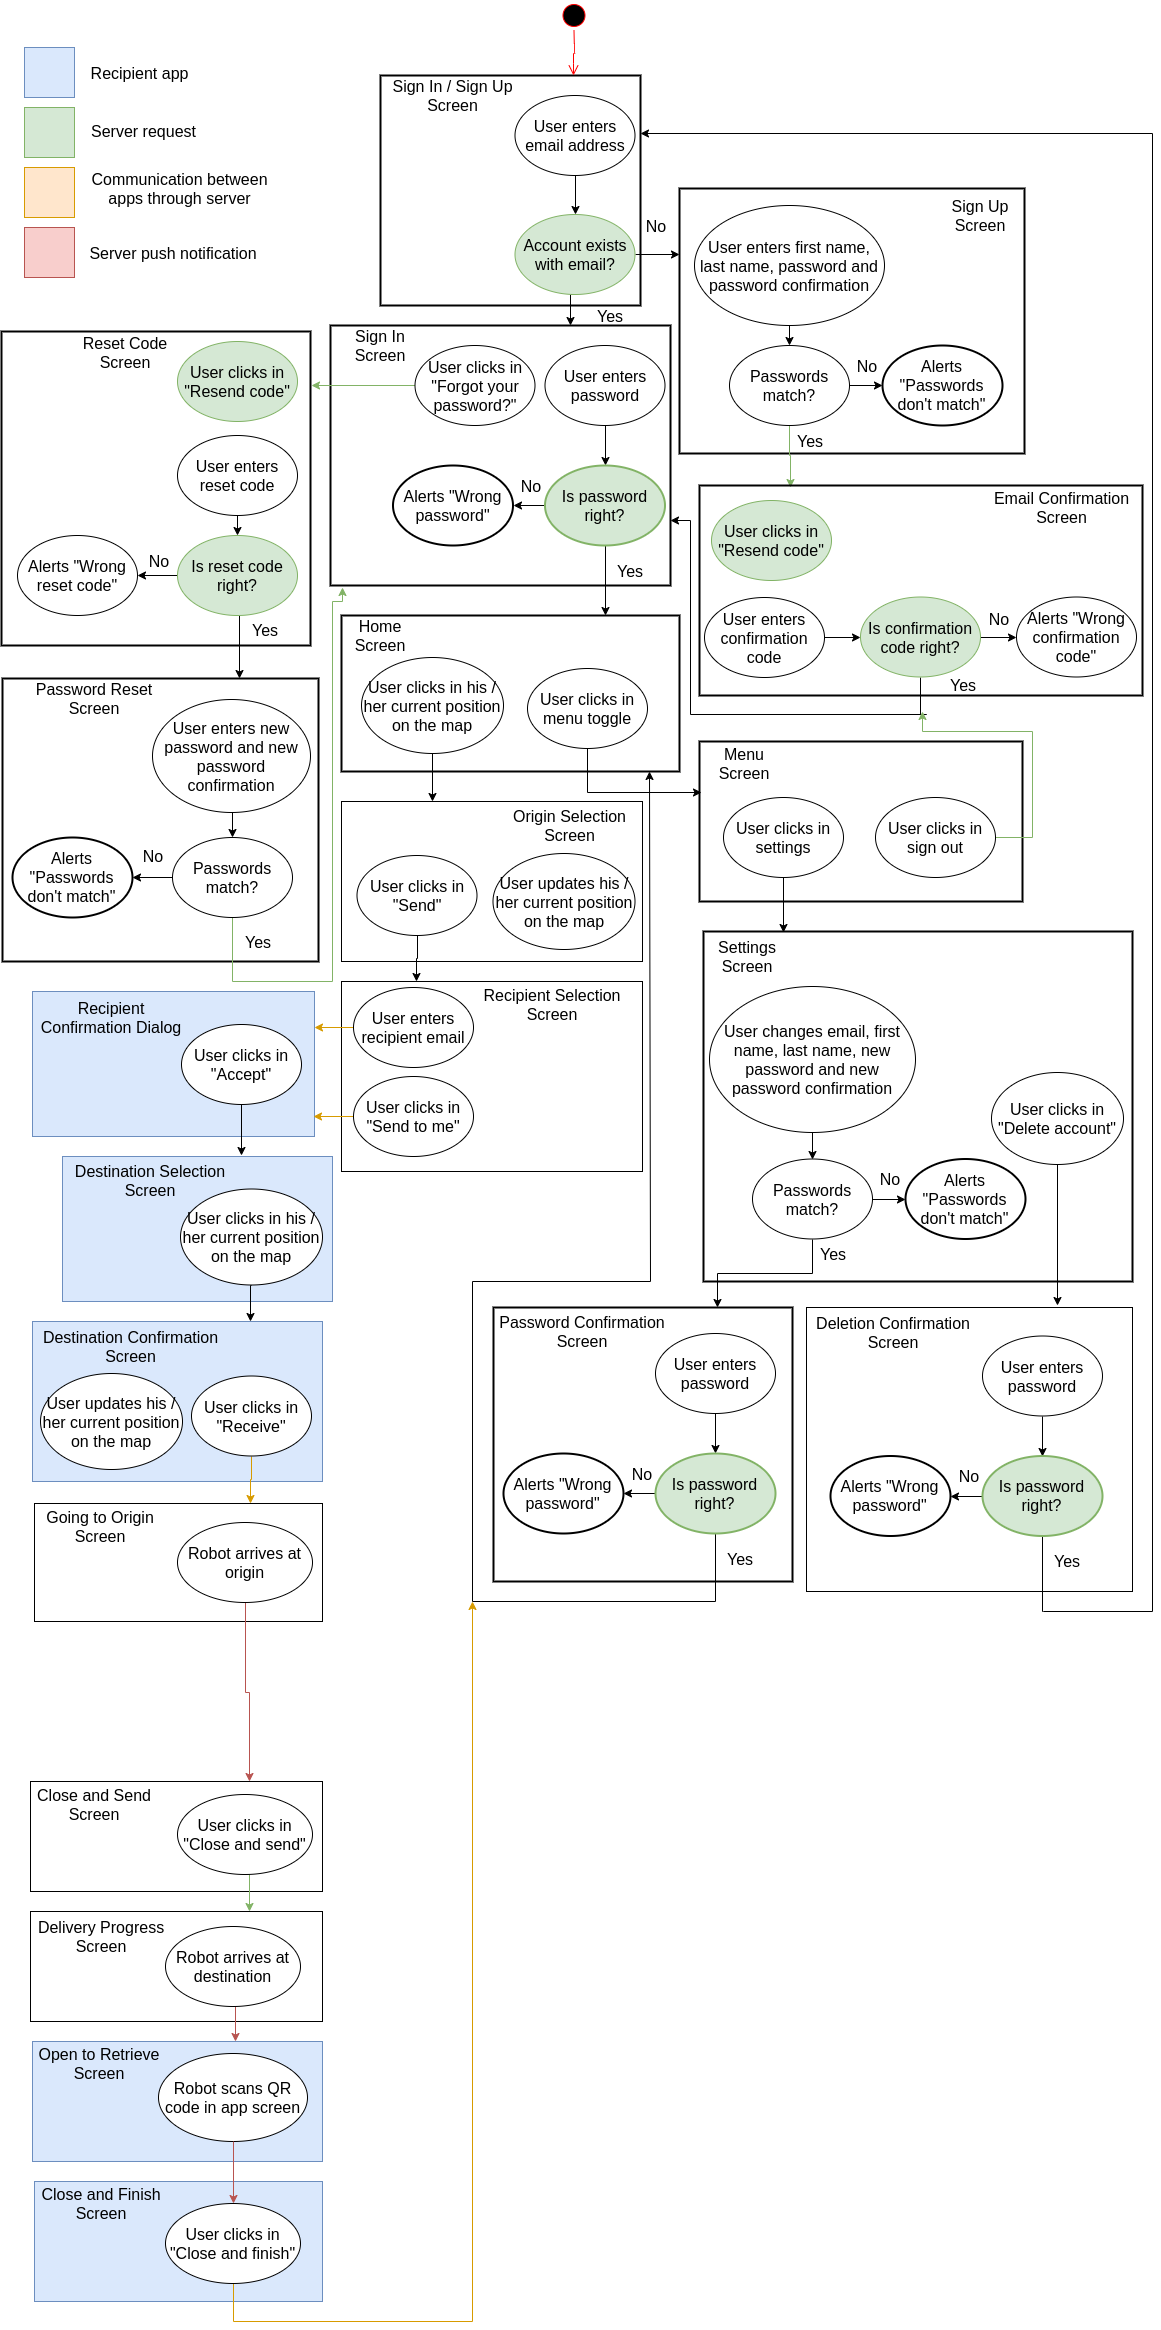 Recipient app
Server request
Communication between
apps through server
Server push notification
Sign In / Sign Up
Screen
User enters
email address
Account exists
with email?
No
Yes
Sign Up
Screen
User enters first name,
last name, password and
password confirmation
Passwords
match?
No
Alerts
"Passwords
don't match"
Yes
Sign In
Screen
User clicks in
"Forgot your
password?"
User enters
password
Is password
right?
No
Alerts "Wrong
password"
Yes
Reset Code
Screen
User clicks in
"Resend code"
User enters
reset code
Is reset code
right?
No
Alerts "Wrong
reset code"
Yes
Email Confirmation
Screen
User clicks in
"Resend code"
User enters
confirmation
code
Is confirmation
code right?
No
Alerts "Wrong
confirmation
code"
Yes
Password Reset
Screen
User enters new
password and new
password
confirmation
Passwords
match?
No
Alerts
"Passwords
don't match"
Yes
Home
Screen
User clicks in his /
her current position
on the map
User clicks in
menu toggle
Menu
Screen
User clicks in
settings
User clicks in
sign out
Origin Selection
Screen
User clicks in
"Send"
User updates his /
her current position
on the map
Settings
Screen
User changes email, first
name, last name, new
password and new
password confirmation
User clicks in
"Delete account"
Passwords
match?
No
Alerts
"Passwords
don't match"
Yes
Recipient Selection
Screen
User enters
recipient email
User clicks in
"Send to me"
Recipient
Confirmation Dialog
User clicks in
"Accept"
Destination Selection
Screen
User clicks in his /
her current position
on the map
Destination Confirmation
Screen
User updates his /
her current position
on the map
User clicks in
"Receive"
Password Confirmation
Screen
User enters
password
Is password
right?
No
Alerts "Wrong
password"
Yes
Deletion Confirmation
Screen
User enters
password
Is password
right?
No
Alerts "Wrong
password"
Yes
Going to Origin
Screen
Robot arrives at
origin
Close and Send
Screen
User clicks in
"Close and send"
Delivery Progress
Screen
Robot arrives at
destination
Open to Retrieve
Screen
Robot scans QR
code in app screen
Close and Finish
Screen
User clicks in
"Close and finish"